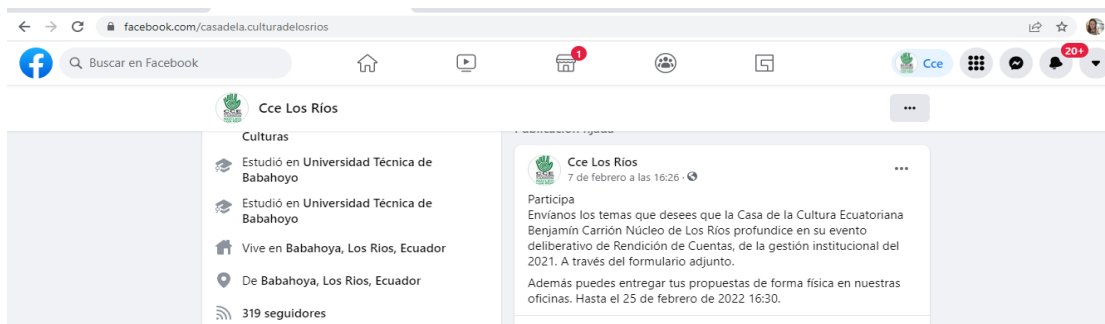 facebook.com/casadela.culturadelosrios
Buscar en Facebook
1
Cce
20+
Cce Los Ríos
Culturas
Estudió en Universidad Técnica de
Babahoyo
Estudió en Universidad Técnica de
Babahoyo
Vive en Babahoya, Los Rios, Ecuador
De Babahoya, Los Rios, Ecuador
319 seguidores
Publicación fijada
Cce Los Ríos
7 de febrero a las 16:26 ·
Participa
Envíanos los temas que desees que la Casa de la Cultura Ecuatoriana
Benjamín Carrión Núcleo de Los Ríos profundice en su evento
deliberativo de Rendición de Cuentas, de la gestión institucional del
2021. A través del formulario adjunto.
Además puedes entregar tus propuestas de forma física en nuestras
oficinas. Hasta el 25 de febrero de 2022 16:30.